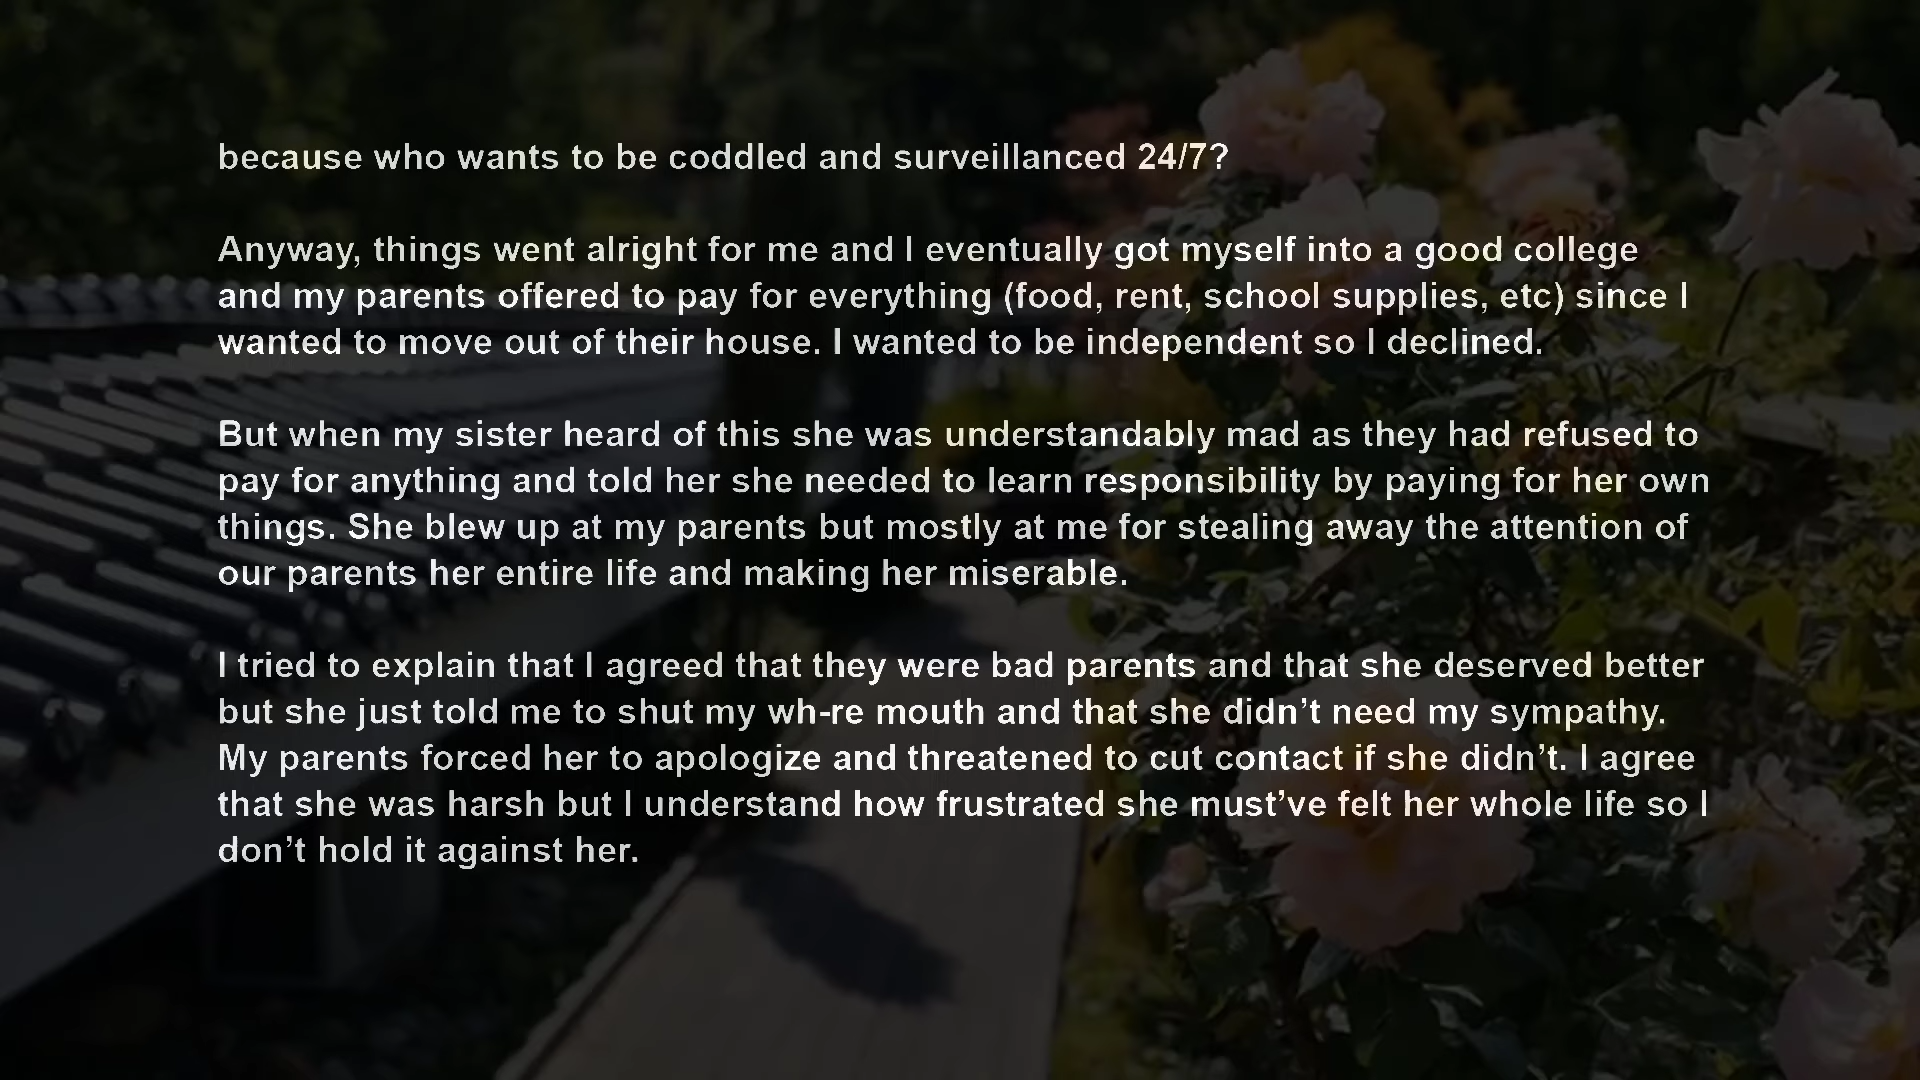 because who wants to be coddled and surveillanced 24/7?
Anyway, things went alright for me and I eventually got myself into a good college
and my parents offered to pay for everything (food, rent, school supplies, etc) since I
wanted to move out of their house. I wanted to be independent so I declined.
But when my sister heard of this she was understandably mad as they had refused to
pay for anything and told her she needed to learn responsibility by paying for her own
things. She blew up at my parents but mostly at me for stealing away the attention of
our parents her entire life and making her miserable.
I tried to explain that I agreed that they were bad parents and that she deserved better
but she just told me to shut my wh-re mouth and that she didn’t need my sympathy.
My parents forced her to apologize and threatened to cut contact if she didn’t. I agree
that she was harsh but I understand how frustrated she must’ve felt her whole life so I
don’t hold it against her.